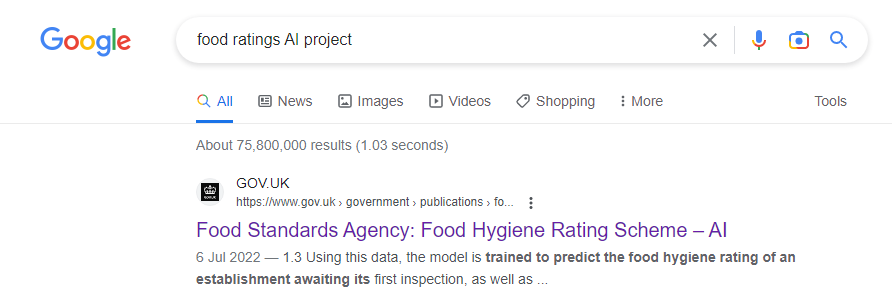 Google
food ratings AI project
All News Images Videos Shopping More Tools
About 75,800,000 results (1.03 seconds)
GOV.UK
GOV.UK
https://www.gov.uk › government › publications › fo...
Food Standards Agency: Food Hygiene Rating Scheme – AI
6 Jul 2022 — 1.3 Using this data, the model is trained to predict the food hygiene rating of an
establishment awaiting its first inspection, as well as ...